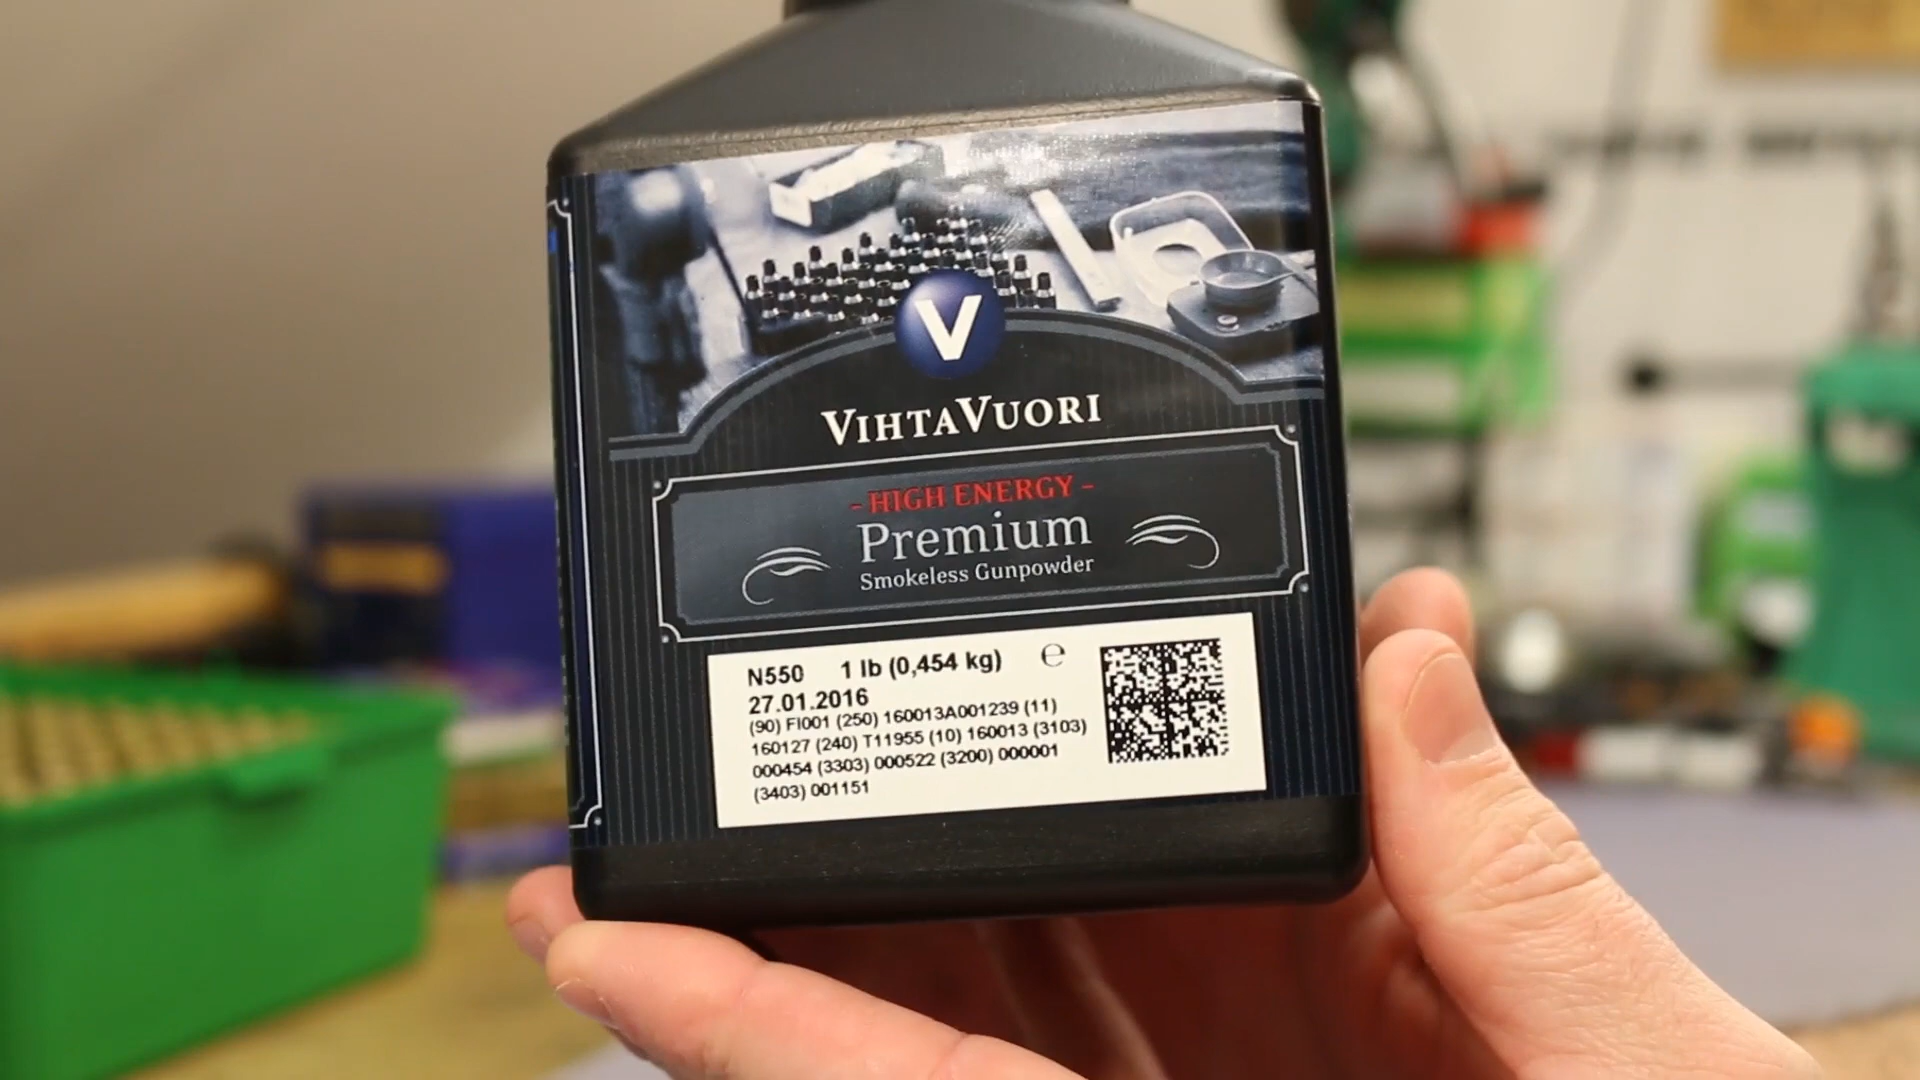 V
VIHTAVUORI
- HIGH ENERGY -
Premium
Smokeless Gunpowder
N550 1 lb (0,454 kg) ℮
27.01.2016
(90) FI001 (250) 160013A001239 (11)
160127 (240) T11955 (10) 160013 (3103)
000454 (3303) 000522 (3200) 000001
(3403) 001151